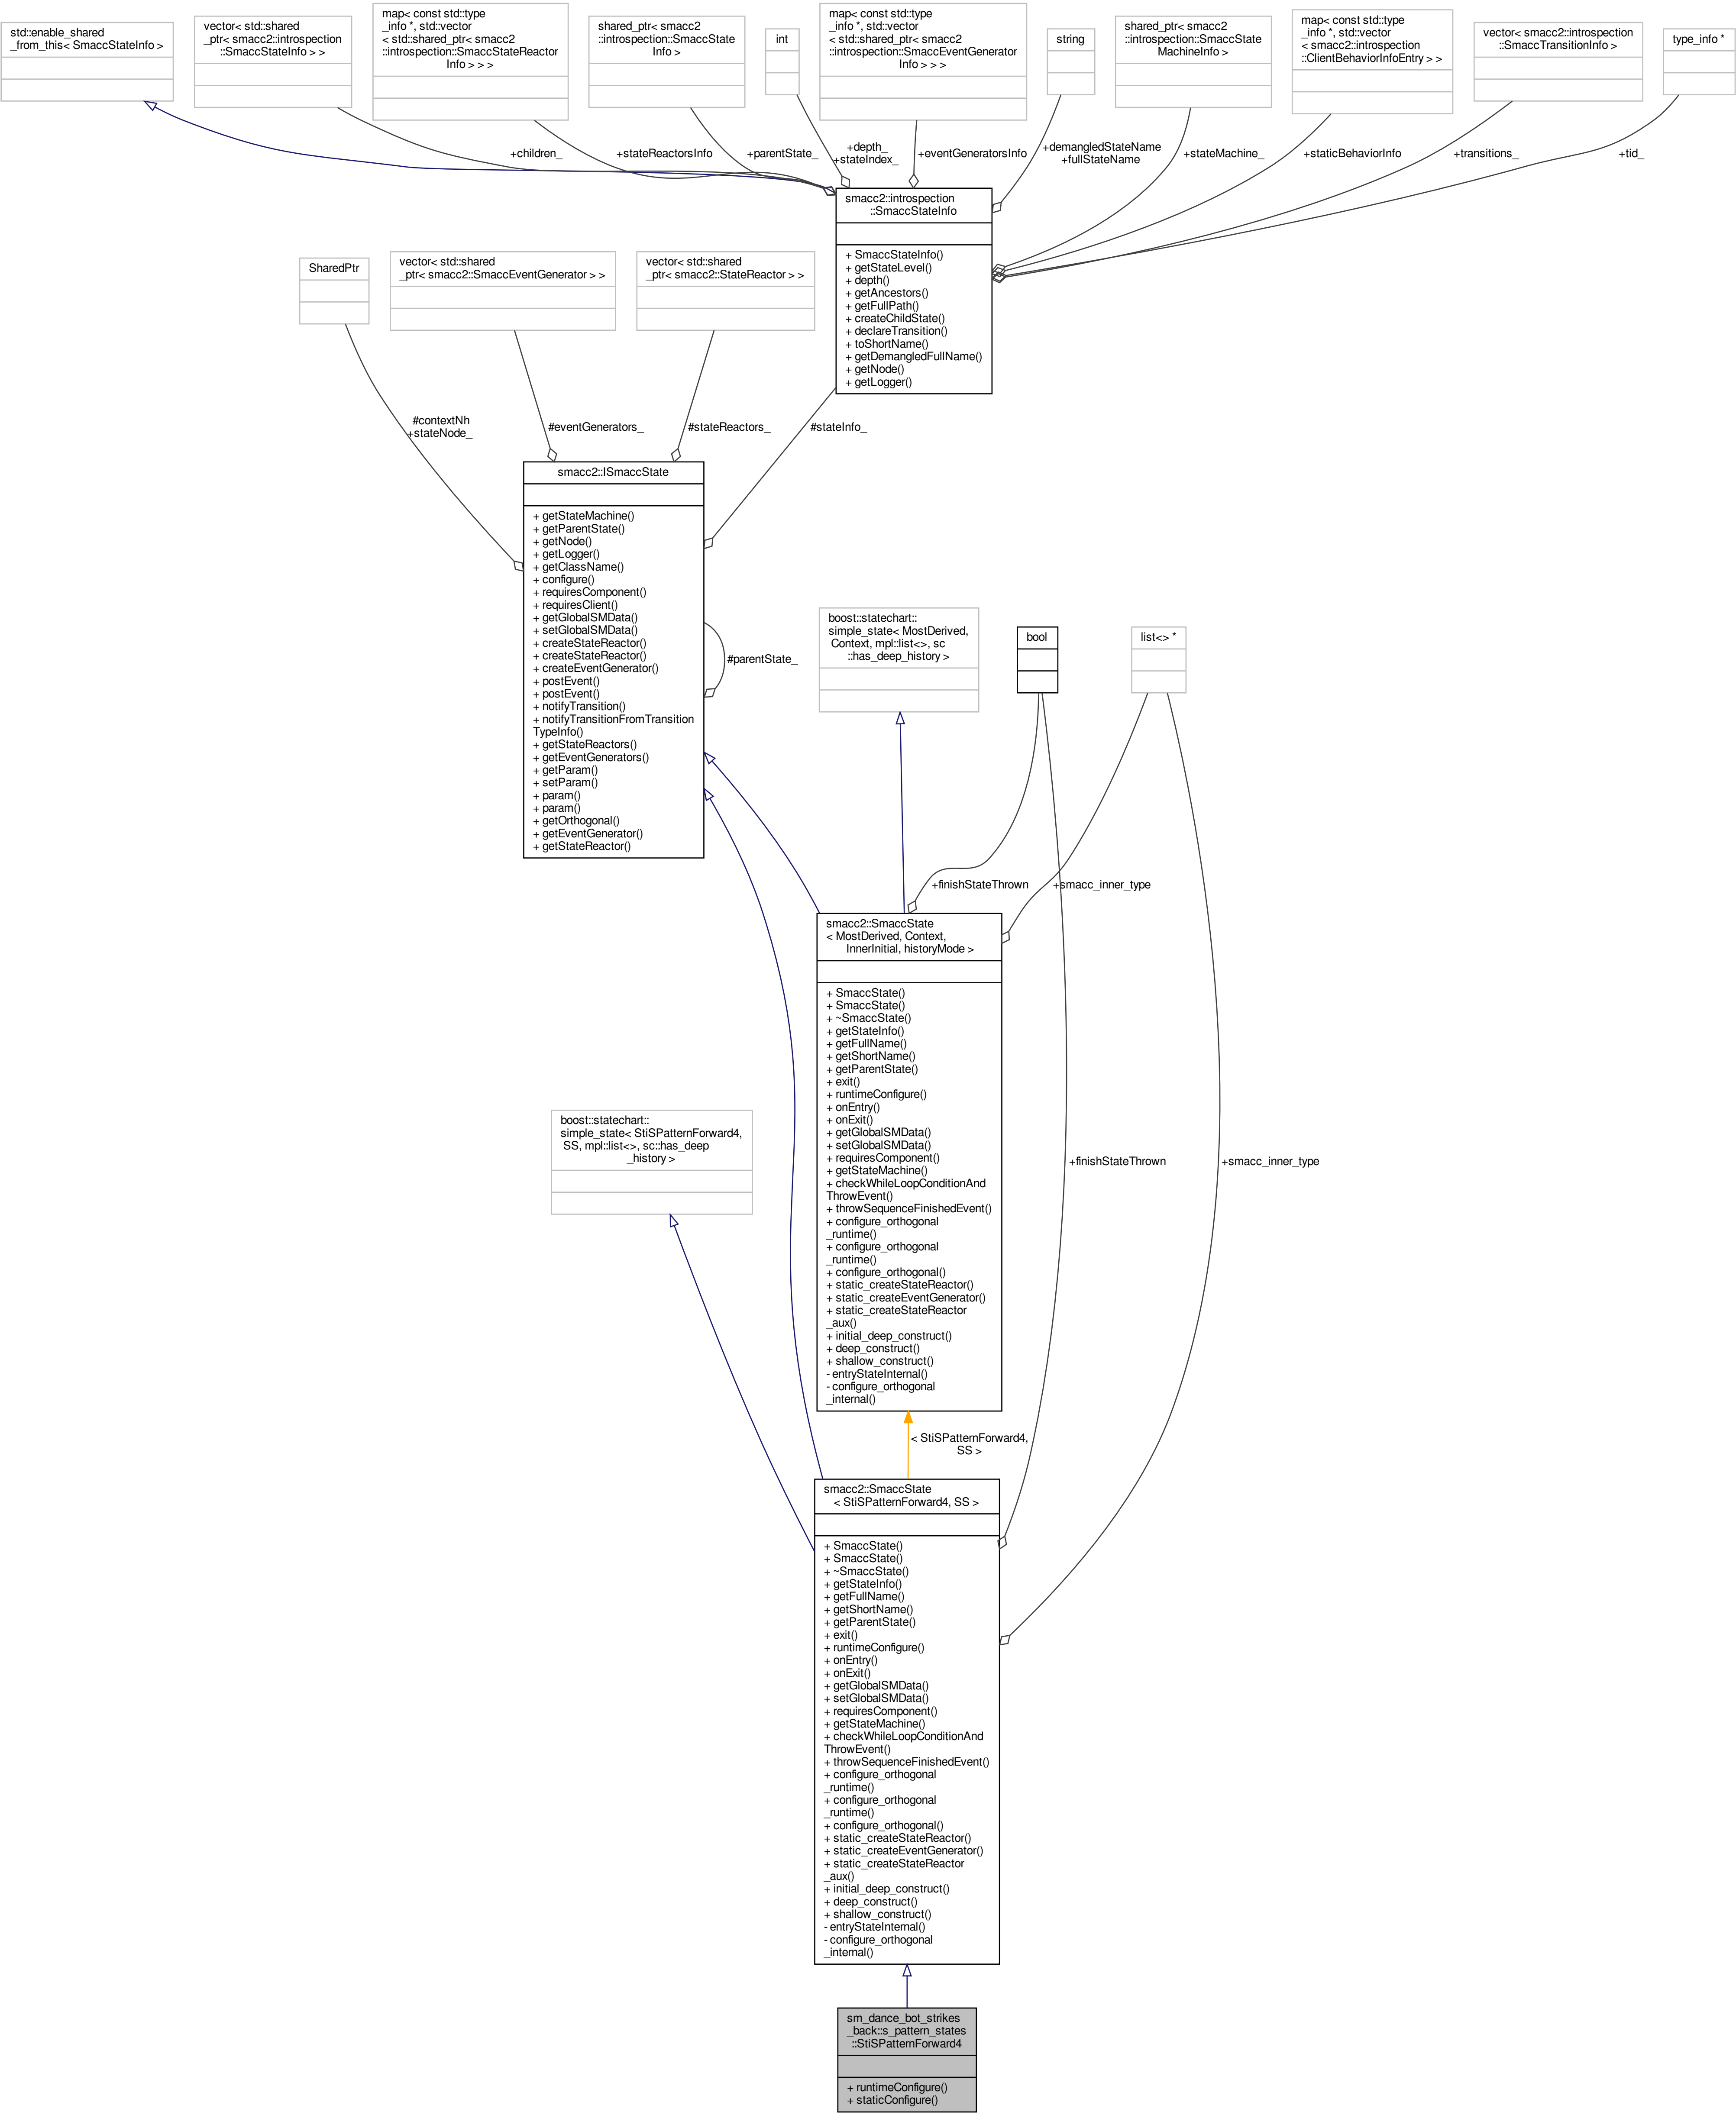 std::enable_shared
_from_this< SmaccStateInfo >
vector< std::shared
_ptr< smacc2::introspection
::SmaccStateInfo > >
map< const std::type
_info *, std::vector
< std::shared_ptr< smacc2
::introspection::SmaccStateReactor
Info > > >
shared_ptr< smacc2
::introspection::SmaccState
Info >
int
map< const std::type
_info *, std::vector
< std::shared_ptr< smacc2
::introspection::SmaccEventGenerator
Info > > >
string
shared_ptr< smacc2
::introspection::SmaccState
MachineInfo >
map< const std::type
_info *, std::vector
< smacc2::introspection
::ClientBehaviorInfoEntry > >
vector< smacc2::introspection
::SmaccTransitionInfo >
type_info *
+children_
+stateReactorsInfo
+parentState_
+depth_
+stateIndex_
+eventGeneratorsInfo
+demangledStateName
+fullStateName
+stateMachine_
+staticBehaviorInfo
+transitions_
+tid_
smacc2::introspection
::SmaccStateInfo
+ SmaccStateInfo()
+ getStateLevel()
+ depth()
+ getAncestors()
+ getFullPath()
+ createChildState()
+ declareTransition()
+ toShortName()
+ getDemangledFullName()
+ getNode()
+ getLogger()
SharedPtr
vector< std::shared
_ptr< smacc2::SmaccEventGenerator > >
vector< std::shared
_ptr< smacc2::StateReactor > >
#contextNh
+stateNode_
#eventGenerators_
#stateReactors_
#stateInfo_
smacc2::ISmaccState
+ getStateMachine()
+ getParentState()
+ getNode()
+ getLogger()
+ getClassName()
+ configure()
+ requiresComponent()
+ requiresClient()
+ getGlobalSMData()
+ setGlobalSMData()
+ createStateReactor()
+ createStateReactor()
+ createEventGenerator()
+ postEvent()
+ postEvent()
+ notifyTransition()
+ notifyTransitionFromTransition
TypeInfo()
+ getStateReactors()
+ getEventGenerators()
+ getParam()
+ setParam()
+ param()
+ param()
+ getOrthogonal()
+ getEventGenerator()
+ getStateReactor()
#parentState_
boost::statechart::
simple_state< MostDerived,
Context, mpl::list<>, sc
::has_deep_history >
bool
list<> *
+finishStateThrown
+smacc_inner_type
smacc2::SmaccState
< MostDerived, Context,
InnerInitial, historyMode >
+ SmaccState()
+ SmaccState()
+ ~SmaccState()
+ getStateInfo()
+ getFullName()
+ getShortName()
+ getParentState()
+ exit()
+ runtimeConfigure()
+ onEntry()
+ onExit()
+ getGlobalSMData()
+ setGlobalSMData()
+ requiresComponent()
+ getStateMachine()
+ checkWhileLoopConditionAnd
ThrowEvent()
+ throwSequenceFinishedEvent()
+ configure_orthogonal
_runtime()
+ configure_orthogonal
_runtime()
+ configure_orthogonal()
+ static_createStateReactor()
+ static_createEventGenerator()
+ static_createStateReactor
_aux()
+ initial_deep_construct()
+ deep_construct()
+ shallow_construct()
- entryStateInternal()
- configure_orthogonal
_internal()
boost::statechart::
simple_state< StiSPatternForward4,
SS, mpl::list<>, sc::has_deep
_history >
+finishStateThrown
+smacc_inner_type
< StiSPatternForward4,
SS >
smacc2::SmaccState
< StiSPatternForward4, SS >
+ SmaccState()
+ SmaccState()
+ ~SmaccState()
+ getStateInfo()
+ getFullName()
+ getShortName()
+ getParentState()
+ exit()
+ runtimeConfigure()
+ onEntry()
+ onExit()
+ getGlobalSMData()
+ setGlobalSMData()
+ requiresComponent()
+ getStateMachine()
+ checkWhileLoopConditionAnd
ThrowEvent()
+ throwSequenceFinishedEvent()
+ configure_orthogonal
_runtime()
+ configure_orthogonal
_runtime()
+ configure_orthogonal()
+ static_createStateReactor()
+ static_createEventGenerator()
+ static_createStateReactor
_aux()
+ initial_deep_construct()
+ deep_construct()
+ shallow_construct()
- entryStateInternal()
- configure_orthogonal
_internal()
sm_dance_bot_strikes
_back::s_pattern_states
::StiSPatternForward4
+ runtimeConfigure()
+ staticConfigure()